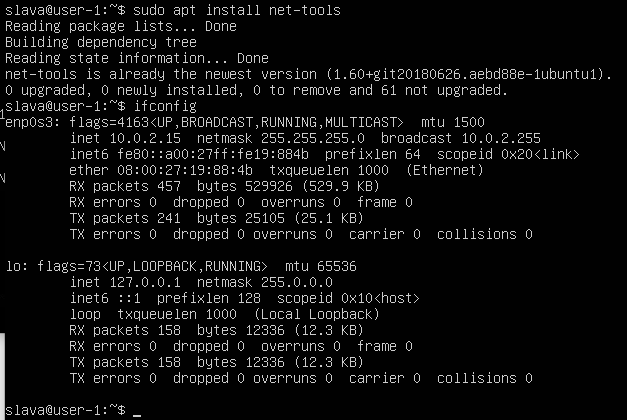 slava@user-1:~$ sudo apt install net-tools
Reading package lists... Done
Building dependency tree
Reading state information... Done
net-tools is already the newest version (1.60+git20180626.aebd88e-1ubuntu1).
0 upgraded, 0 newly installed, 0 to remove and 61 not upgraded.
slava@user-1:~$ ifconfig
enp0s3: flags=4163<UP,BROADCAST,RUNNING,MULTICAST>  mtu 1500
        inet 10.0.2.15  netmask 255.255.255.0  broadcast 10.0.2.255
        inet6 fe80::a00:27ff:fe19:884b  prefixlen 64  scopeid 0x20<link>
        ether 08:00:27:19:88:4b  txqueuelen 1000  (Ethernet)
        RX packets 457  bytes 529926 (529.9 KB)
        RX errors 0  dropped 0  overruns 0  frame 0
        TX packets 241  bytes 25105 (25.1 KB)
        TX errors 0  dropped 0 overruns 0  carrier 0  collisions 0

lo: flags=73<UP,LOOPBACK,RUNNING>  mtu 65536
        inet 127.0.0.1  netmask 255.0.0.0
        inet6 ::1  prefixlen 128  scopeid 0x10<host>
        loop  txqueuelen 1000  (Local Loopback)
        RX packets 158  bytes 12336 (12.3 KB)
        RX errors 0  dropped 0  overruns 0  frame 0
        TX packets 158  bytes 12336 (12.3 KB)
        TX errors 0  dropped 0 overruns 0  carrier 0  collisions 0

slava@user-1:~$ _